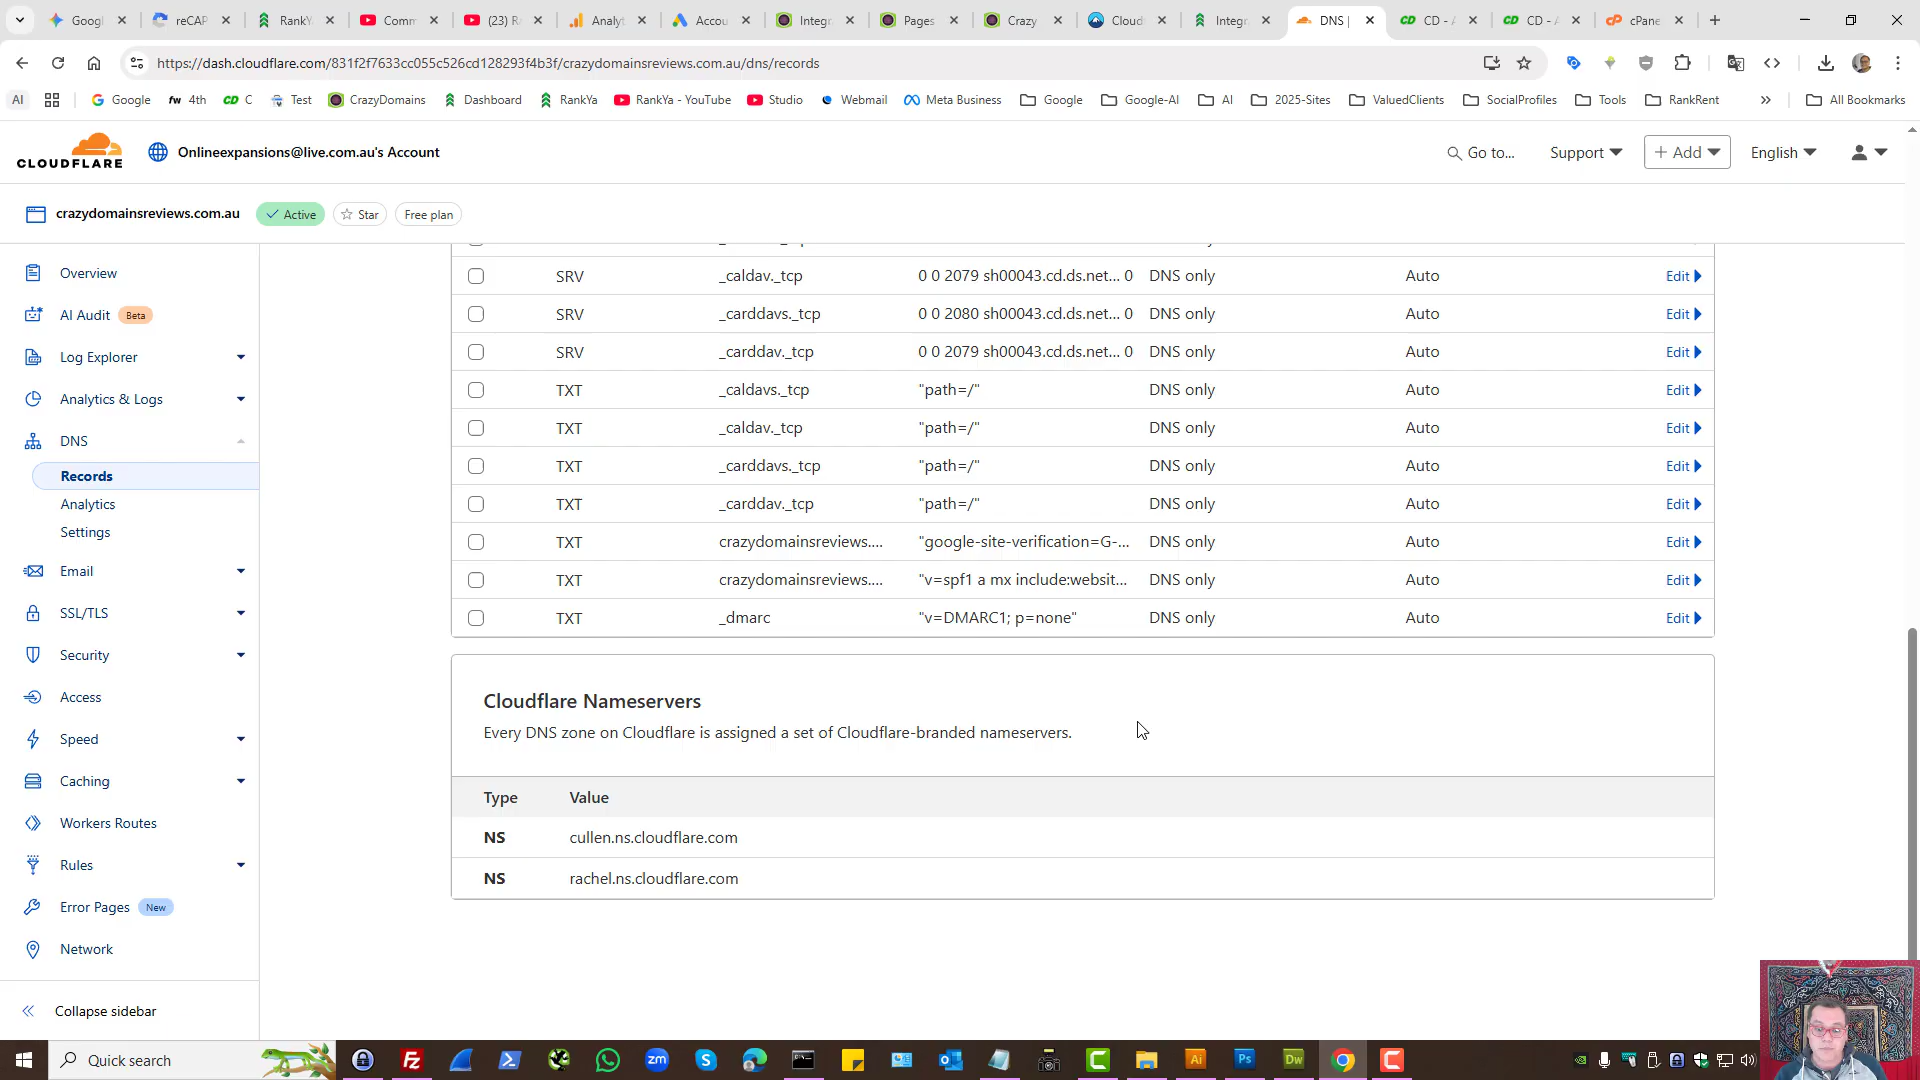 Googl
reCAP
RankY
Comm
(23) R
Analyt
Accou
Integr
Pages
Crazy
Cloud
Integr
DNS |
CD - 
CD - 
cPane
https://dash.cloudflare.com/831f2f7633cc055c526cd128293f4b3f/crazydomainsreviews.com.au/dns/records
AI
Google
fw 4th
CD C
Test
CrazyDomains
Dashboard
RankYa
RankYa - YouTube
Studio
Webmail
Meta Business
Google
Google-AI
AI
2025-Sites
ValuedClients
SocialProfiles
Tools
RankRent
»
All Bookmarks
CLOUDFLARE
Onlineexpansions@live.com.au's Account
Go to...
Support
+ Add
English
crazydomainsreviews.com.au
Active
Star
Free plan
Overview
AI Audit Beta
Log Explorer
Analytics & Logs
DNS
Records
Analytics
Settings
Email
SSL/TLS
Security
Access
Speed
Caching
Workers Routes
Rules
Error Pages New
Network
Collapse sidebar
SRV _caldav._tcp 0 0 2079 sh00043.cd.ds.net... 0 DNS only Auto Edit
SRV _carddavs._tcp 0 0 2080 sh00043.cd.ds.net... 0 DNS only Auto Edit
SRV _carddav._tcp 0 0 2079 sh00043.cd.ds.net... 0 DNS only Auto Edit
TXT _caldavs._tcp "path=/" DNS only Auto Edit
TXT _caldav._tcp "path=/" DNS only Auto Edit
TXT _carddavs._tcp "path=/" DNS only Auto Edit
TXT _carddav._tcp "path=/" DNS only Auto Edit
TXT crazydomainsreviews.... "google-site-verification=G-... DNS only Auto Edit
TXT crazydomainsreviews.... "v=spf1 a mx include:websit... DNS only Auto Edit
TXT _dmarc "v=DMARC1; p=none" DNS only Auto Edit
Cloudflare Nameservers
Every DNS zone on Cloudflare is assigned a set of Cloudflare-branded nameservers.
Type Value
NS cullen.ns.cloudflare.com
NS rachel.ns.cloudflare.com
Quick search
Fz
zm
Ai
Ps
Dw